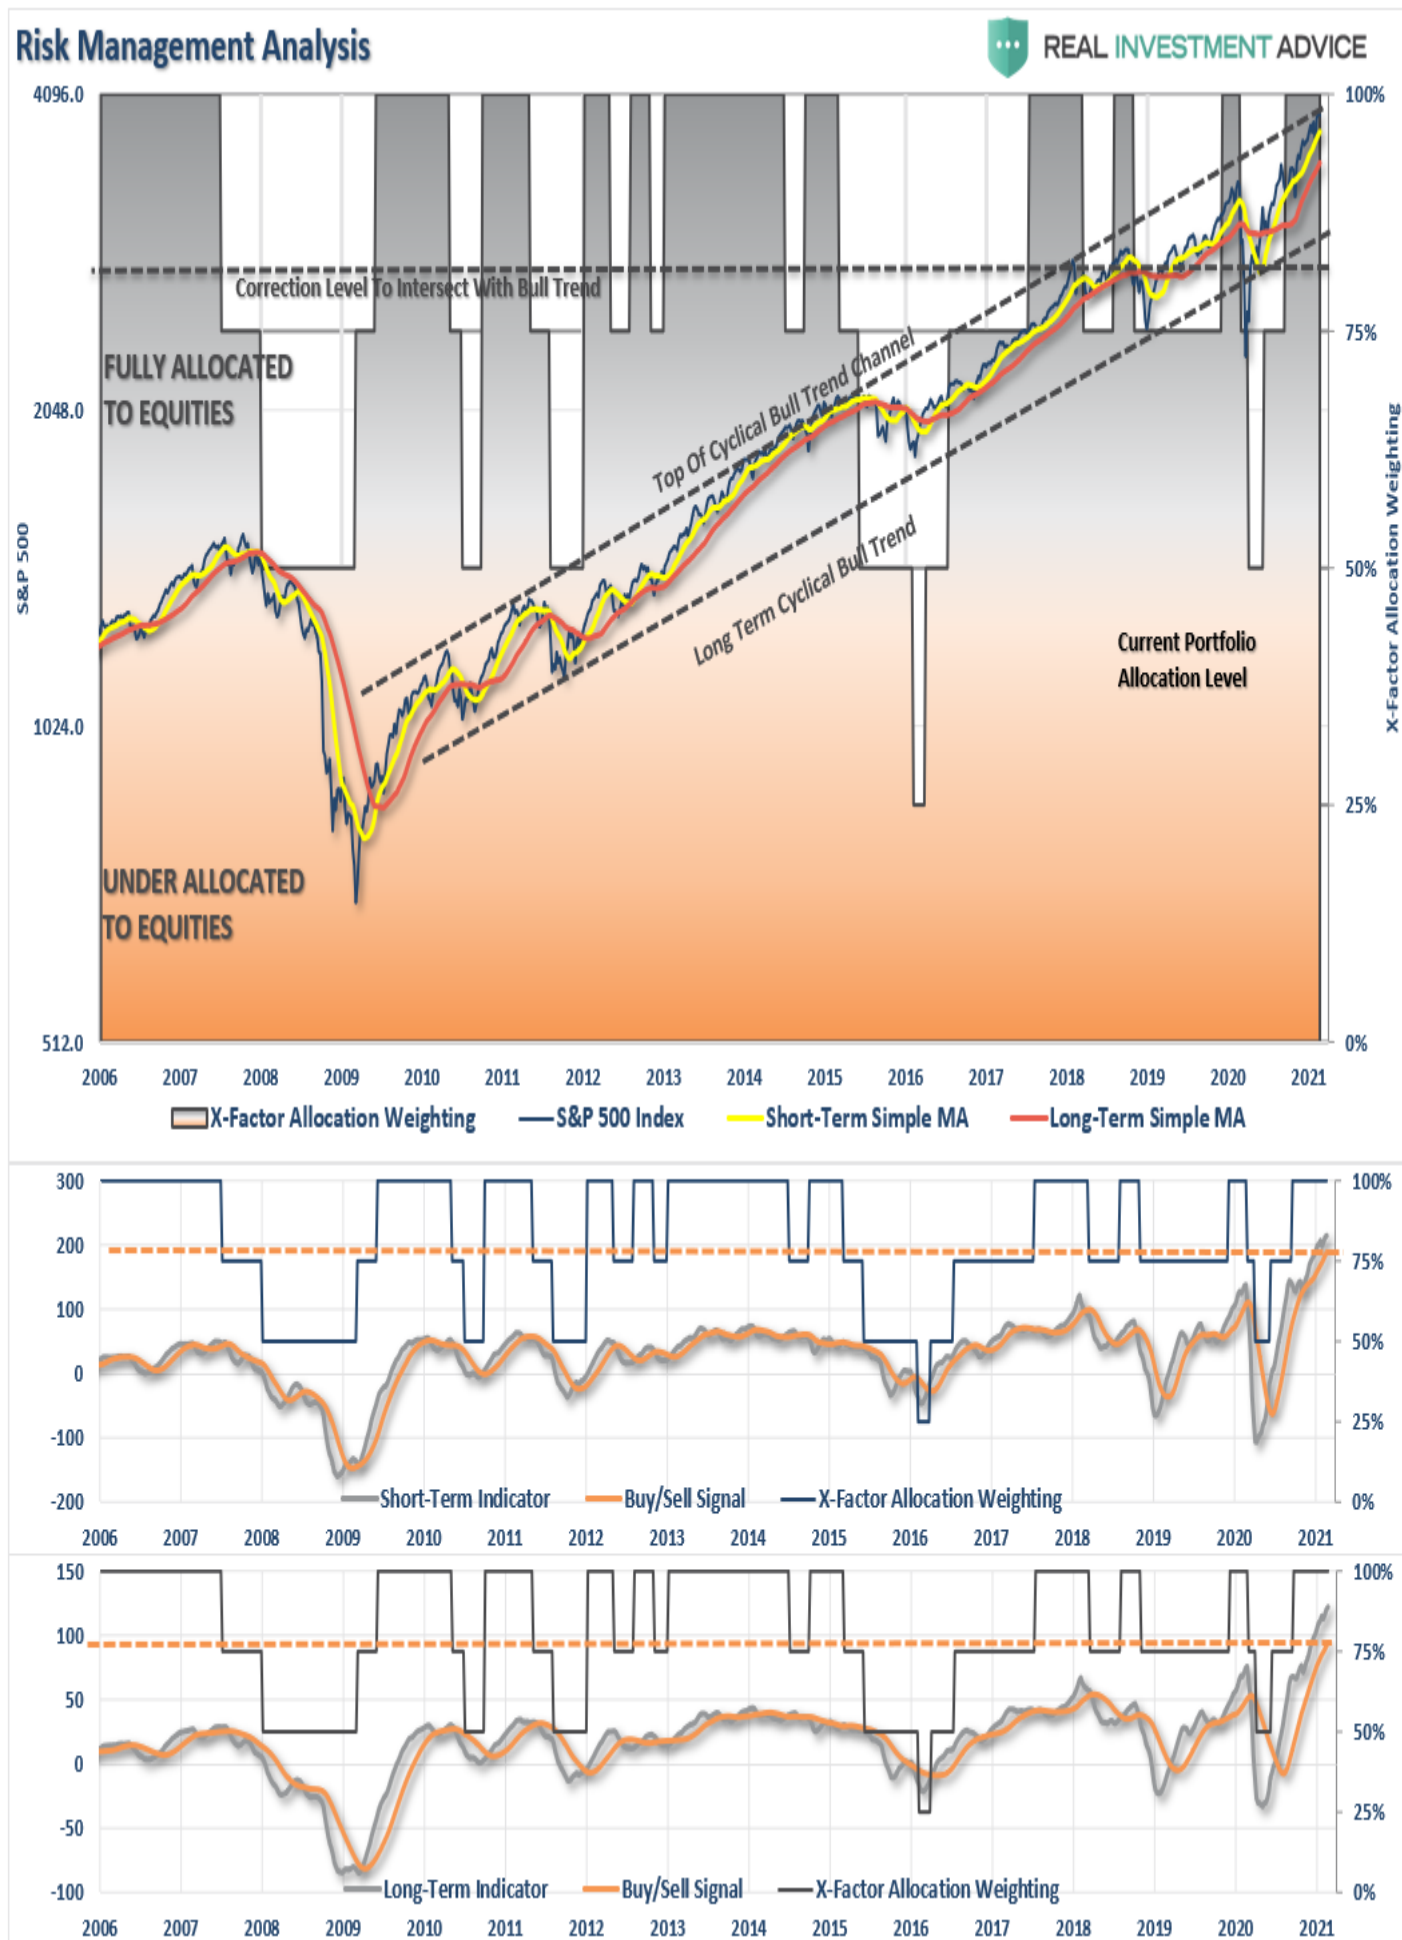 Risk Management Analysis
REAL INVESTMENT ADVICE
4096.0
2048.0
1024.0
512.0
S&P 500
100%
75%
50%
25%
0%
X-Factor Allocation Weighting
Correction Level To Intersect With Bull Trend
FULLY ALLOCATED
TO EQUITIES
Top Of Cyclical Bull Trend Channel
Long Term Cyclical Bull Trend
Current Portfolio
Allocation Level
UNDER ALLOCATED
TO EQUITIES
2006 2007 2008 2009 2010 2011 2012 2013 2014 2015 2016 2017 2018 2019 2020 2021
X-Factor Allocation Weighting S&P 500 Index Short-Term Simple MA Long-Term Simple MA
300
200
100
0
-100
-200
100%
75%
50%
25%
0%
Short-Term Indicator Buy/Sell Signal X-Factor Allocation Weighting
2006 2007 2008 2009 2010 2011 2012 2013 2014 2015 2016 2017 2018 2019 2020 2021
150
100
50
0
-50
-100
100%
75%
50%
25%
0%
Long-Term Indicator Buy/Sell Signal X-Factor Allocation Weighting
2006 2007 2008 2009 2010 2011 2012 2013 2014 2015 2016 2017 2018 2019 2020 2021